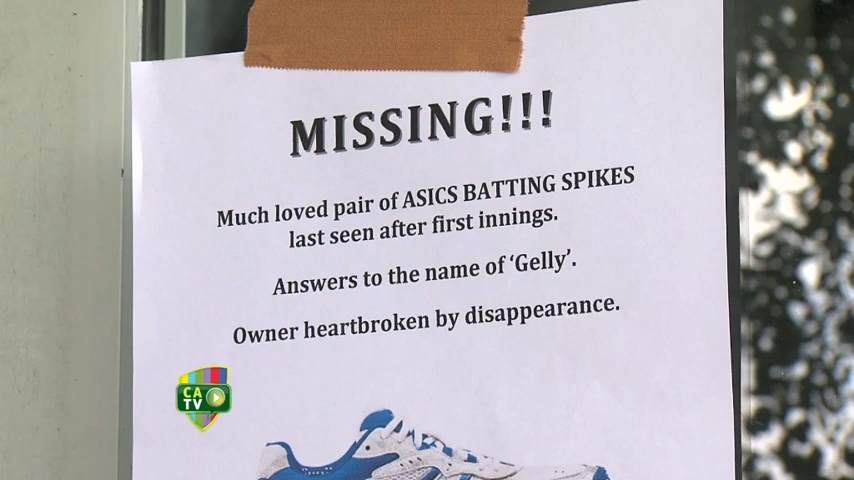 MISSING!!!
Much loved pair of ASICS BATTING SPIKES
last seen after first innings.
Answers to the name of ‘Gelly’.
Owner heartbroken by disappearance.
CA
TV